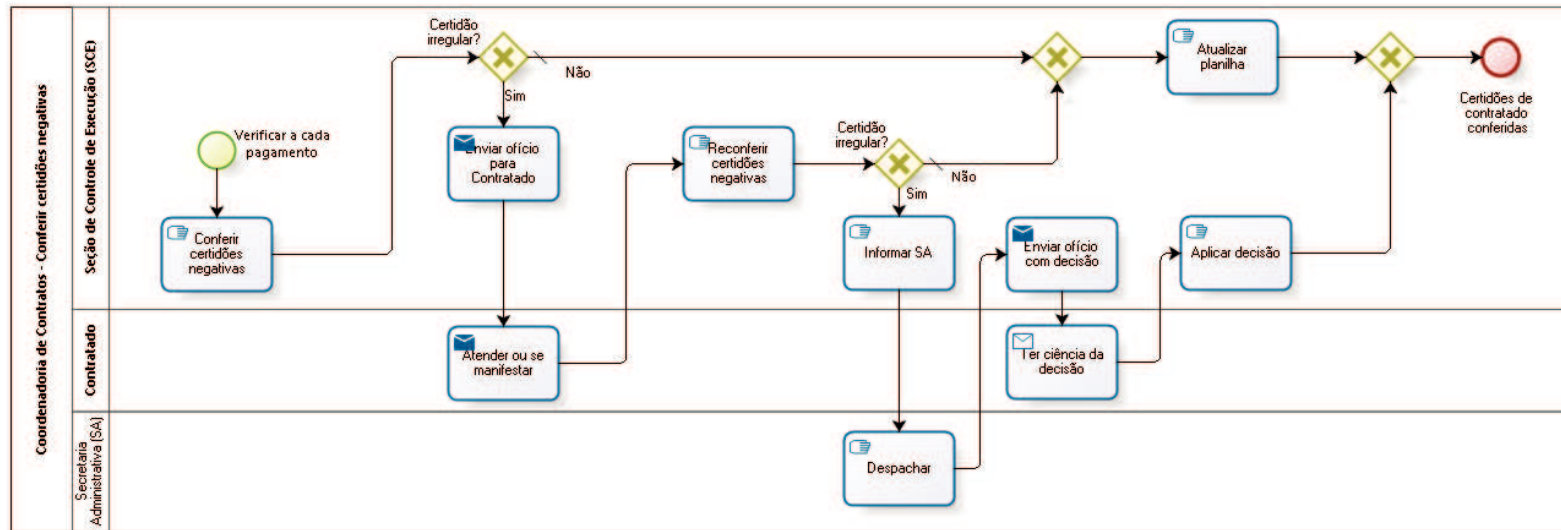 Coordenadoria de Contratos - Conferir certidões negativas
Seção de Controle de Execução (SCE)
Verificar a cada
pagamento
Conferir
certidões
negativas
Certidão
irregular?
Não
Sim
Enviar ofício
para
Contratado
Reconferir
certidões
negativas
Certidão
irregular?
Não
Sim
Informar SA
Enviar ofício
com decisão
Aplicar decisão
Atualizar
planilha
Certidões de
contratado
conferidas
Contratado
Atender ou se
manifestar
Ter ciência da
decisão
Secretaria
Administrativa (SA)
Despachar